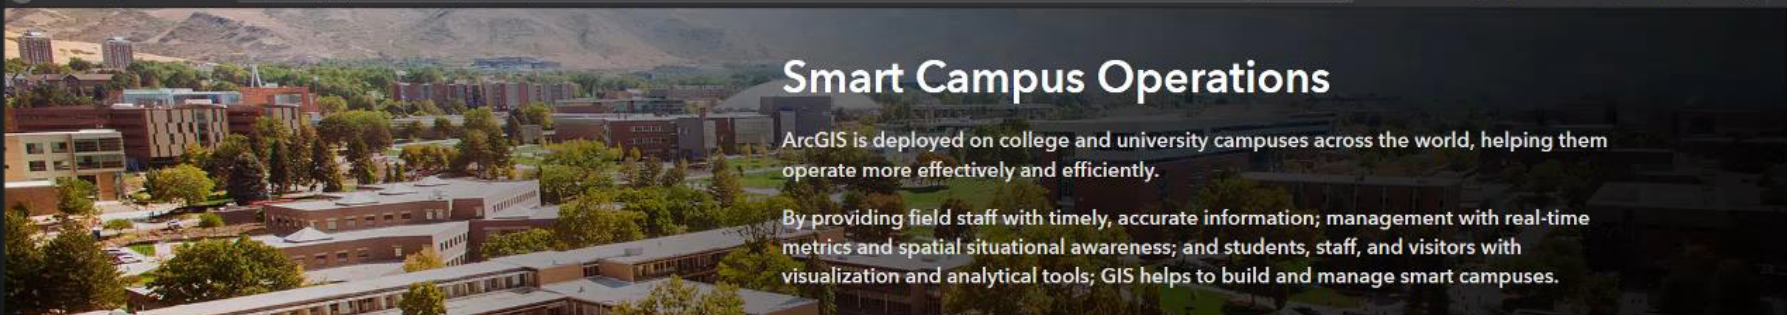 Smart Campus Operations
ArcGIS is deployed on college and university campuses across the world, helping them
operate more effectively and efficiently.
By providing field staff with timely, accurate information; management with real-time
metrics and spatial situational awareness; and students, staff, and visitors with
visualization and analytical tools; GIS helps to build and manage smart campuses.